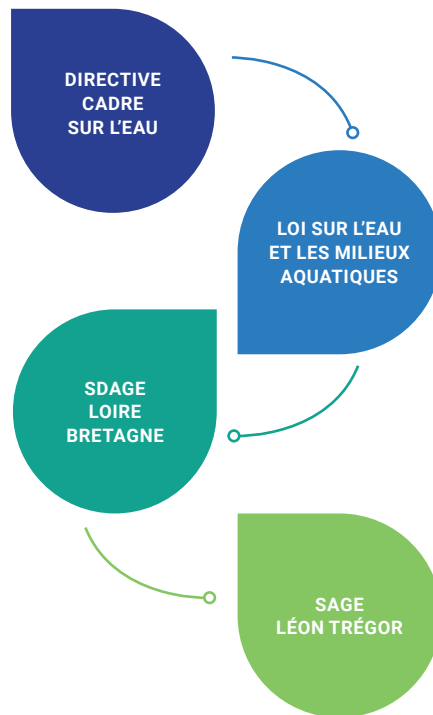 DIRECTIVE
CADRE
SUR L'EAU
LOI SUR L'EAU
ET LES MILIEUX
AQUATIQUES
SDAGE
LOIRE
BRETAGNE
SAGE
LÉON TRÉGOR